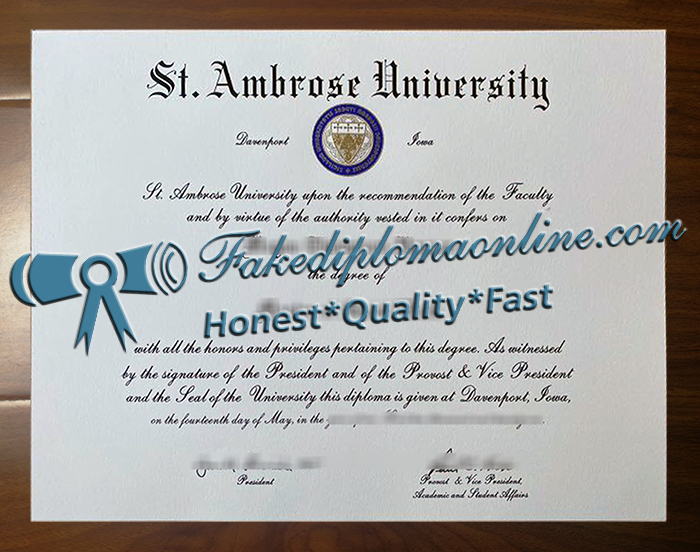 St. Ambrose University
Davenport Iowa
St. Ambrose University upon the recommendation of the Faculty
and by virtue of the authority vested in it confers on
Fakediplomaonline.com
the degree of
Honest*Quality*Fast
with all the honors and privileges pertaining to this degree. As witnessed
by the signature of the President and of the Provost & Vice President
and the Seal of the University this diploma is given at Davenport, Iowa,
on the fourteenth day of May, in the
President
Provost & Vice President,
Academic and Student Affairs